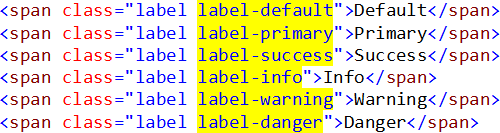 <span class="label label-default">Default</span>
<span class="label label-primary">Primary</span>
<span class="label label-success">Success</span>
<span class="label label-info">Info</span>
<span class="label label-warning">Warning</span>
<span class="label label-danger">Danger</span>